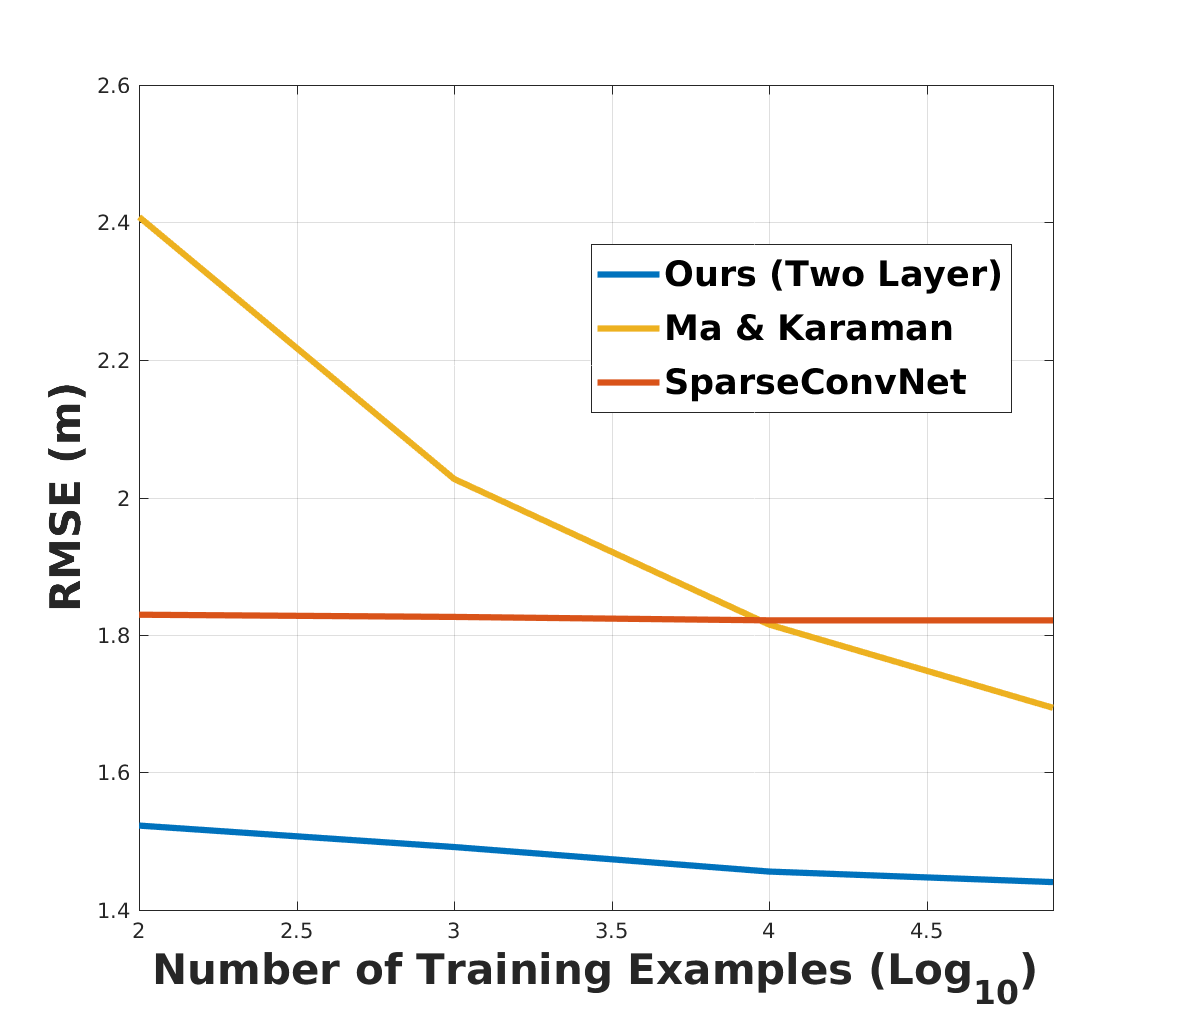 2.6
2.4
2.2
2
1.8
1.6
1.4
RMSE (m)
Ours (Two Layer)
Ma & Karaman
SparseConvNet
2 2.5 3 3.5 4 4.5
Number of Training Examples (Log10)